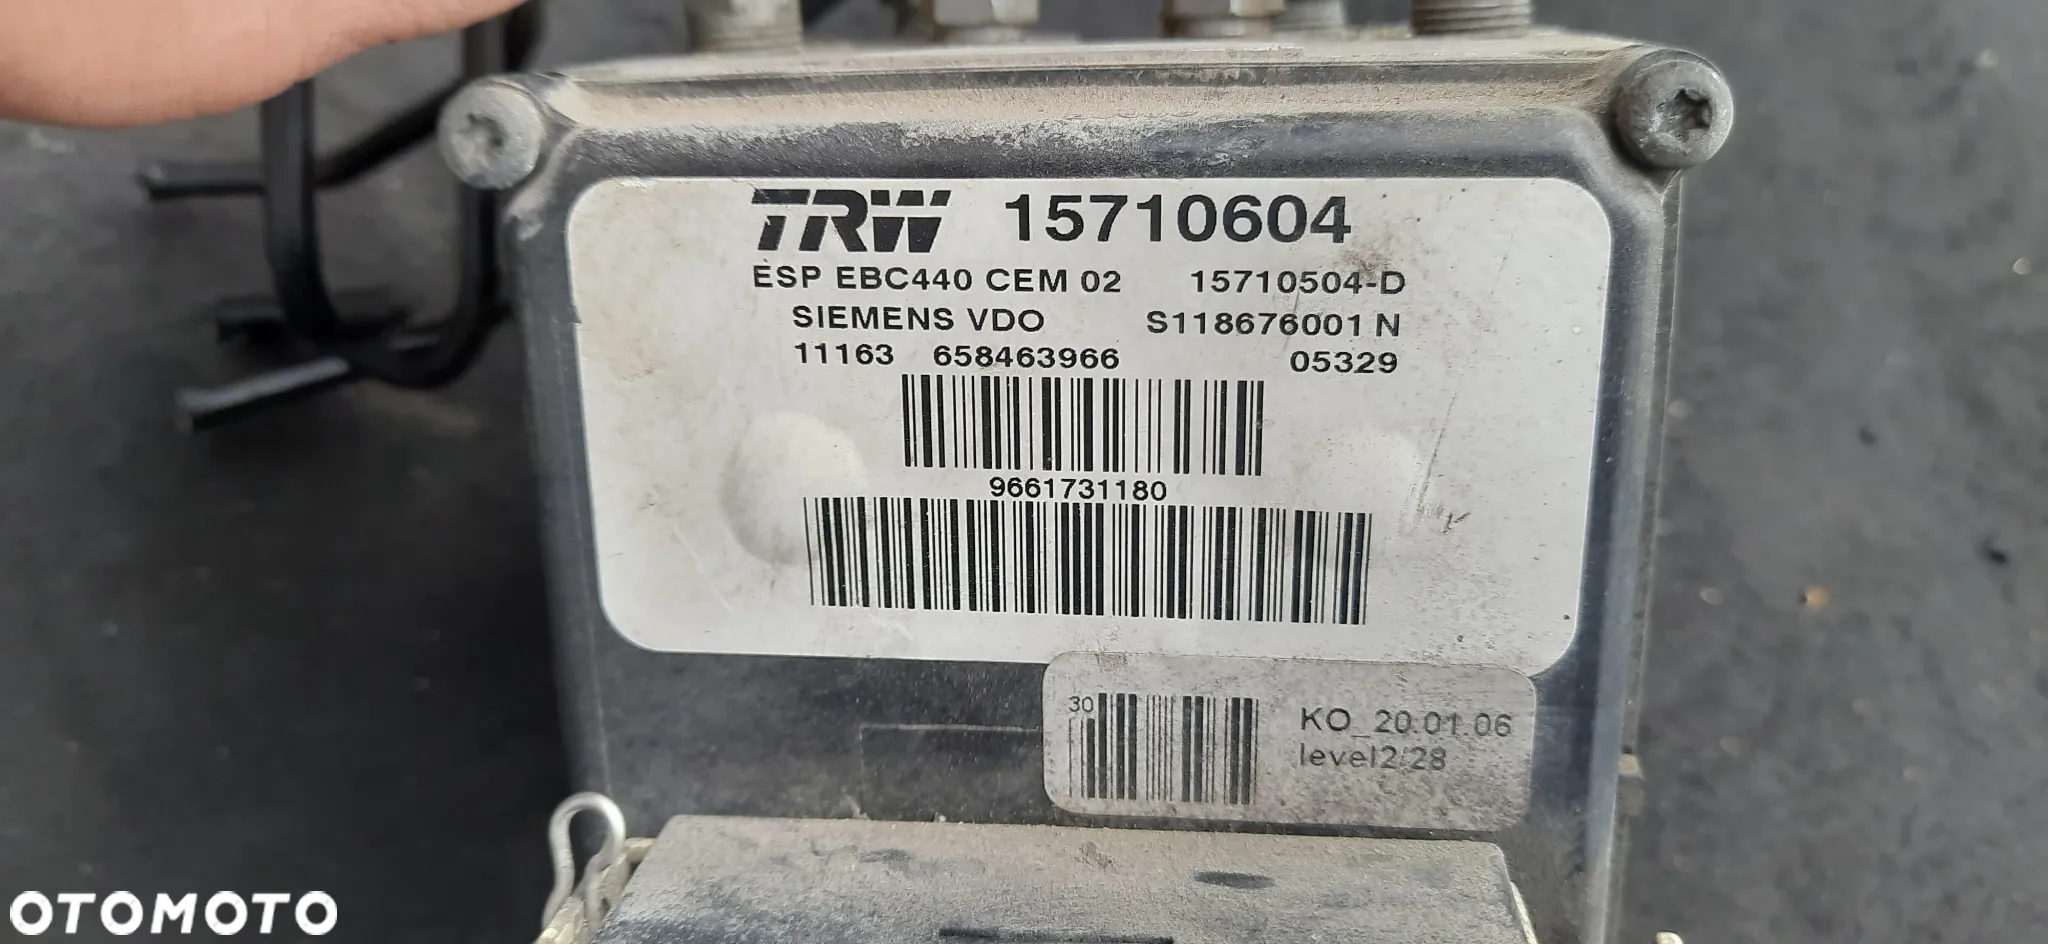 TRW 15710604
ESP EBC440 CEM 02 15710504-D
SIEMENS VDO S118676001 N
11163 658463966 05329
9661731180
30 KO_20.01.06
level2/28
OTOMOTO